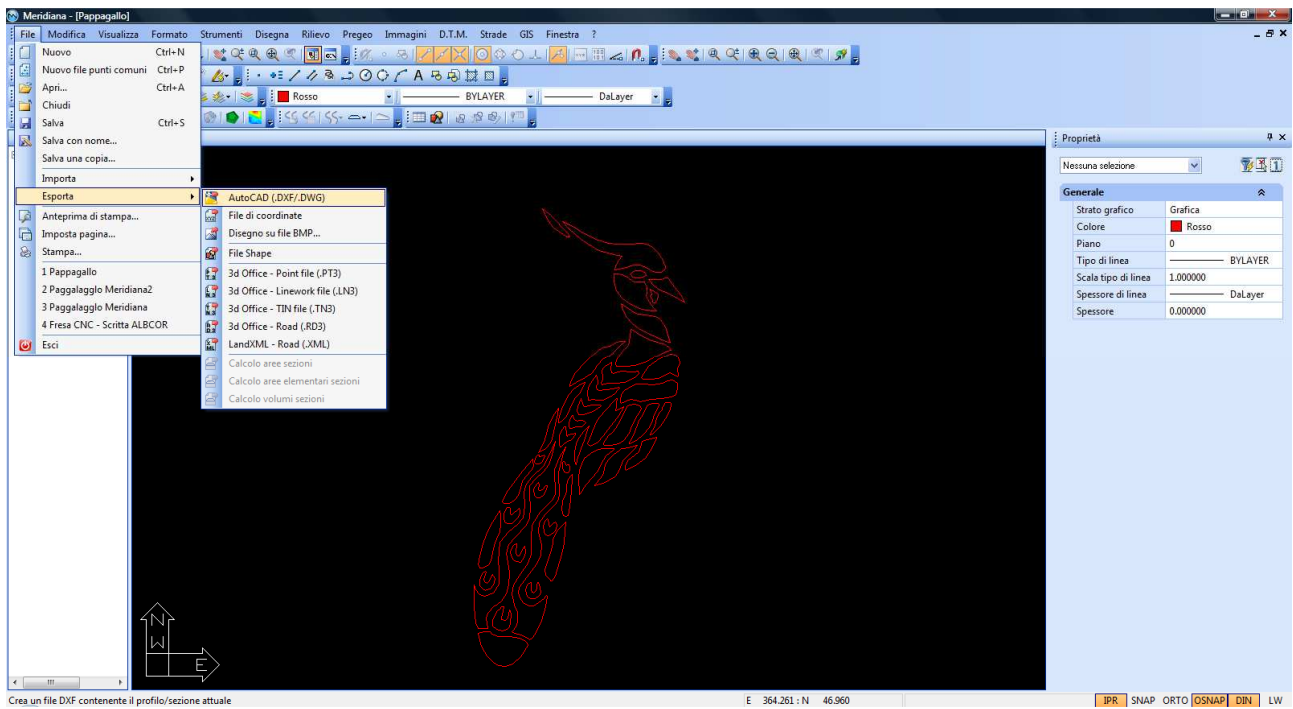 Meridiana - [Pappagallo]
File Modifica Visualizza Formato Strumenti Disegna Rilievo Pregeo Immagini D.T.M. Strade GIS Finestra ?
Nuovo Ctrl+N
Nuovo file punti comuni Ctrl+P
Apri... Ctrl+A
Chiudi
Salva Ctrl+S
Salva con nome...
Salva una copia...
Importa
Esporta
Anteprima di stampa...
Imposta pagina...
Stampa...
1 Pappagallo
2 Paggalagglo Meridiana2
3 Paggalagglo Meridiana
4 Fresa CNC - Scritta ALBCOR
Esci
AutoCAD (.DXF/.DWG)
File di coordinate
Disegno su file BMP...
File Shape
3d Office - Point file (.PT3)
3d Office - Linework file (.LN3)
3d Office - TIN file (.TN3)
3d Office - Road (.RD3)
LandXML - Road (.XML)
Calcolo aree sezioni
Calcolo aree elementari sezioni
Calcolo volumi sezioni
Rosso BYLAYER DaLayer
Proprietà
Nessuna selezione
Generale
Strato grafico Grafica
Colore Rosso
Piano 0
Tipo di linea BYLAYER
Scala tipo di linea 1.000000
Spessore di linea DaLayer
Spessore 0.000000
N
W
E
Crea un file DXF contenente il profilo/sezione attuale
E 364.261 : N 46.960
IPR SNAP ORTO OSNAP DIN LW